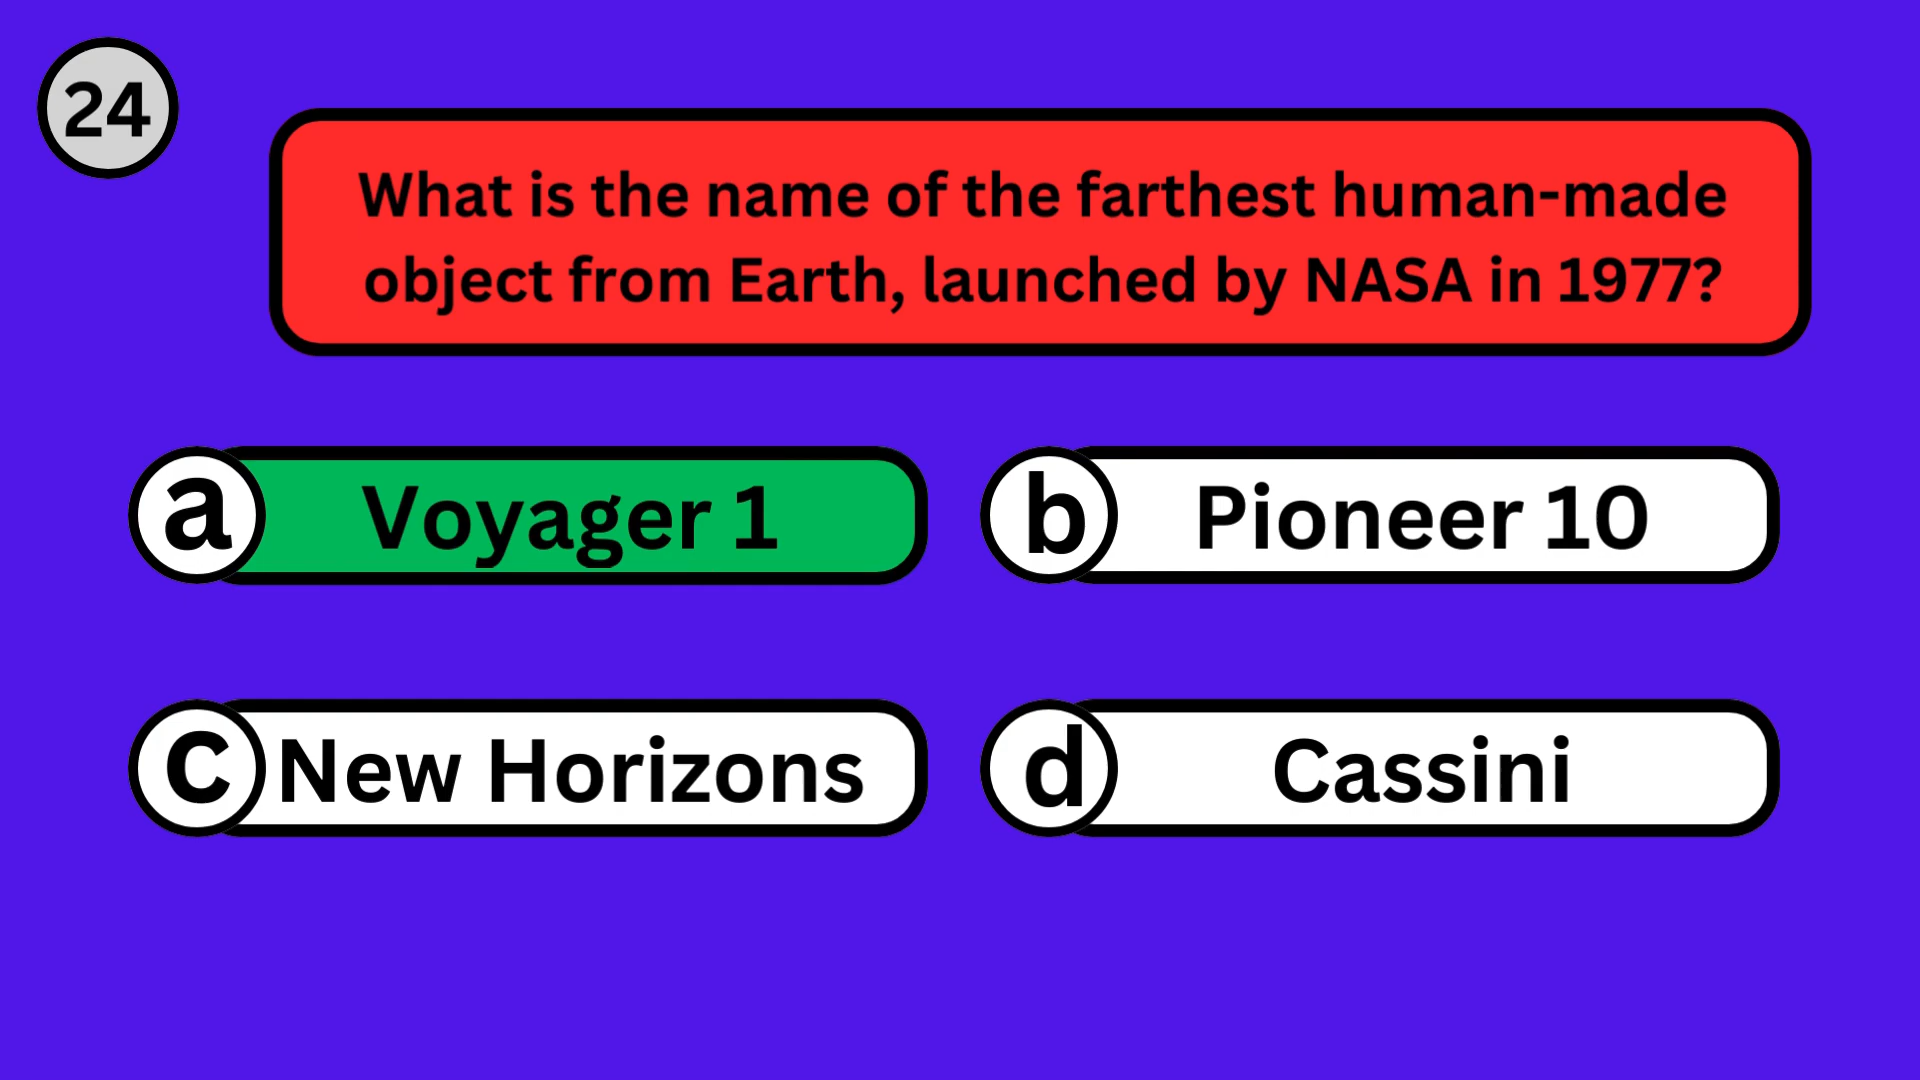 24
What is the name of the farthest human-made
object from Earth, launched by NASA in 1977?
a Voyager 1
b Pioneer 10
c New Horizons
d Cassini